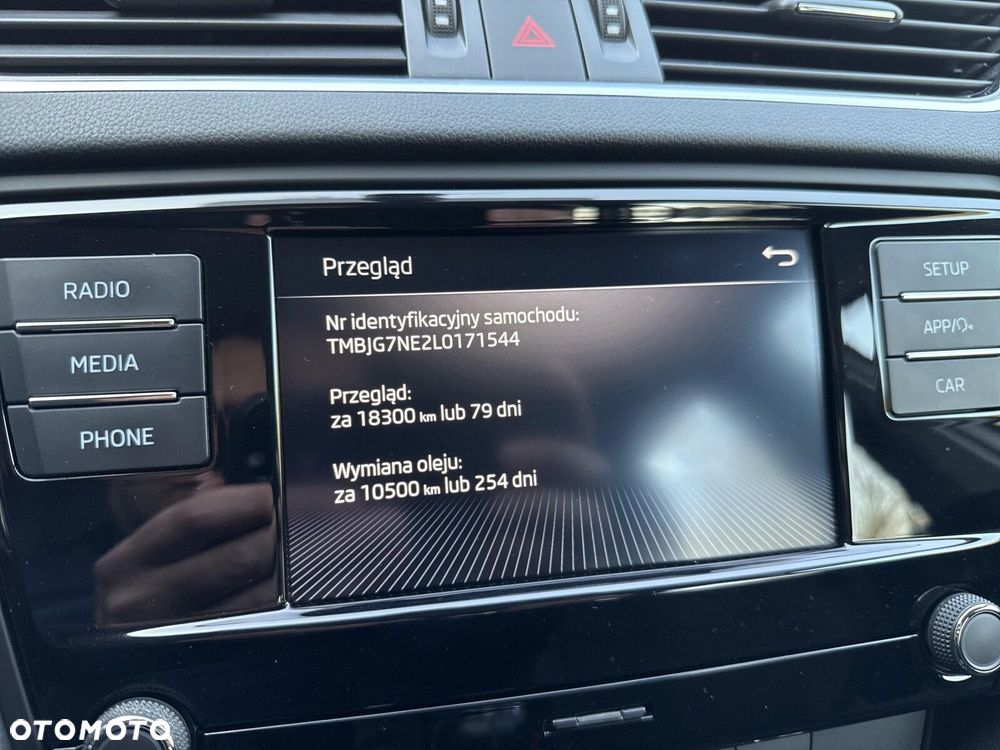 Przegląd
RADIO
MEDIA
PHONE
Nr identyfikacyjny samochodu:
TMBJG7NE2L0171544
Przegląd:
za 18300 km lub 79 dni
Wymiana oleju:
za 10500 km lub 254 dni
SETUP
APP/
CAR
OTOMOTO